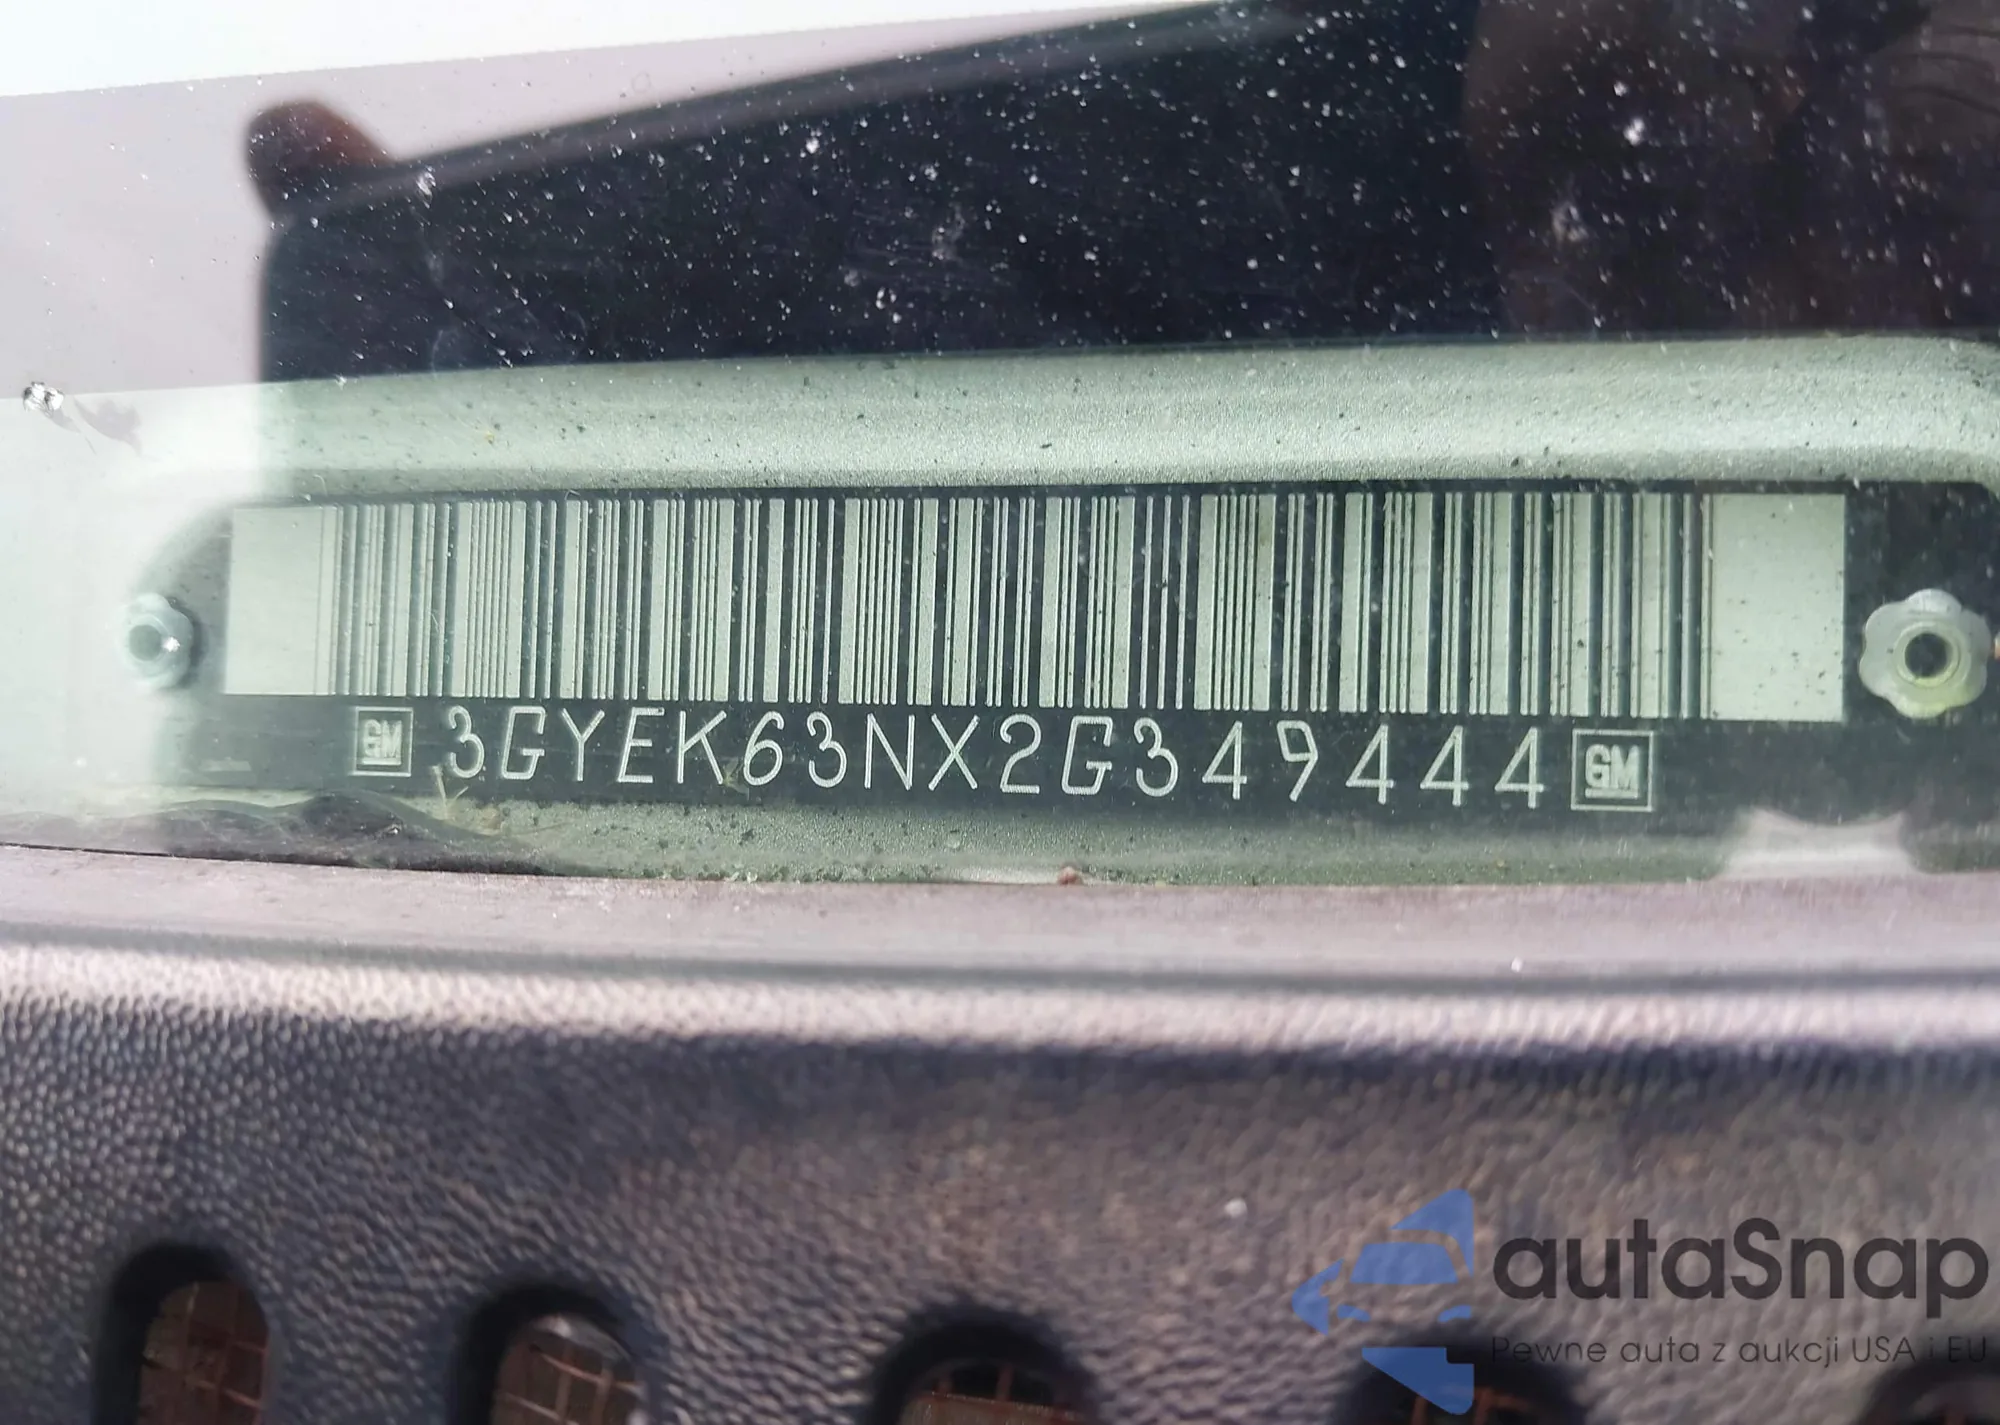 GM 3GYEK63NX2G349444 GM
autaSnap
Pewne auta z aukcji USA i EU